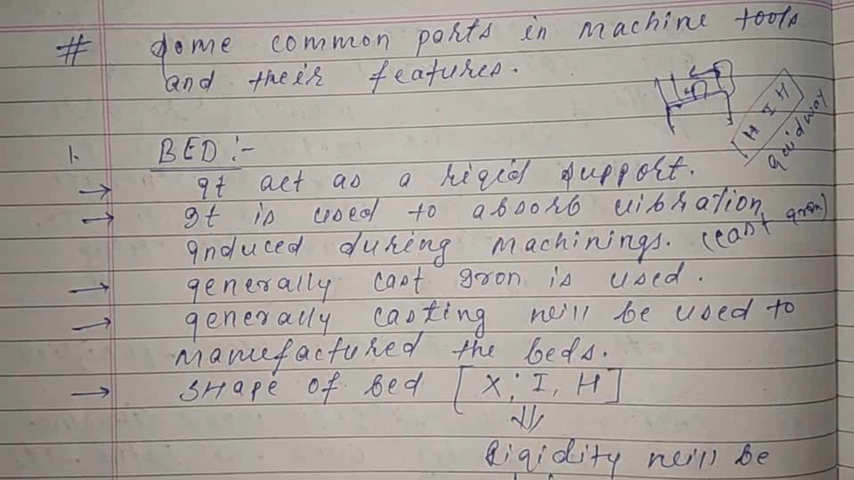 # Some common parts in machine tools
and their features.
[H I H]
guidway
1. BED :-
→ It act as a rigid support.
→ It is used to absorb vibration
induced during machinings. (cast iron)
→ generally cast iron is used.
→ generally casting will be used to
manufactured the beds.
→ SHape of bed [X, I, H]
⇓
Rigidity will be